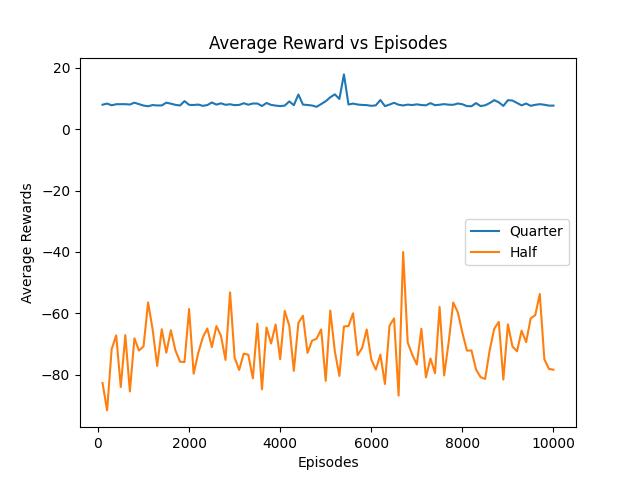 Average Reward vs Episodes
Average Rewards
20
0
−20
−40
−60
−80
Quarter
Half
0 2000 4000 6000 8000 10000
Episodes